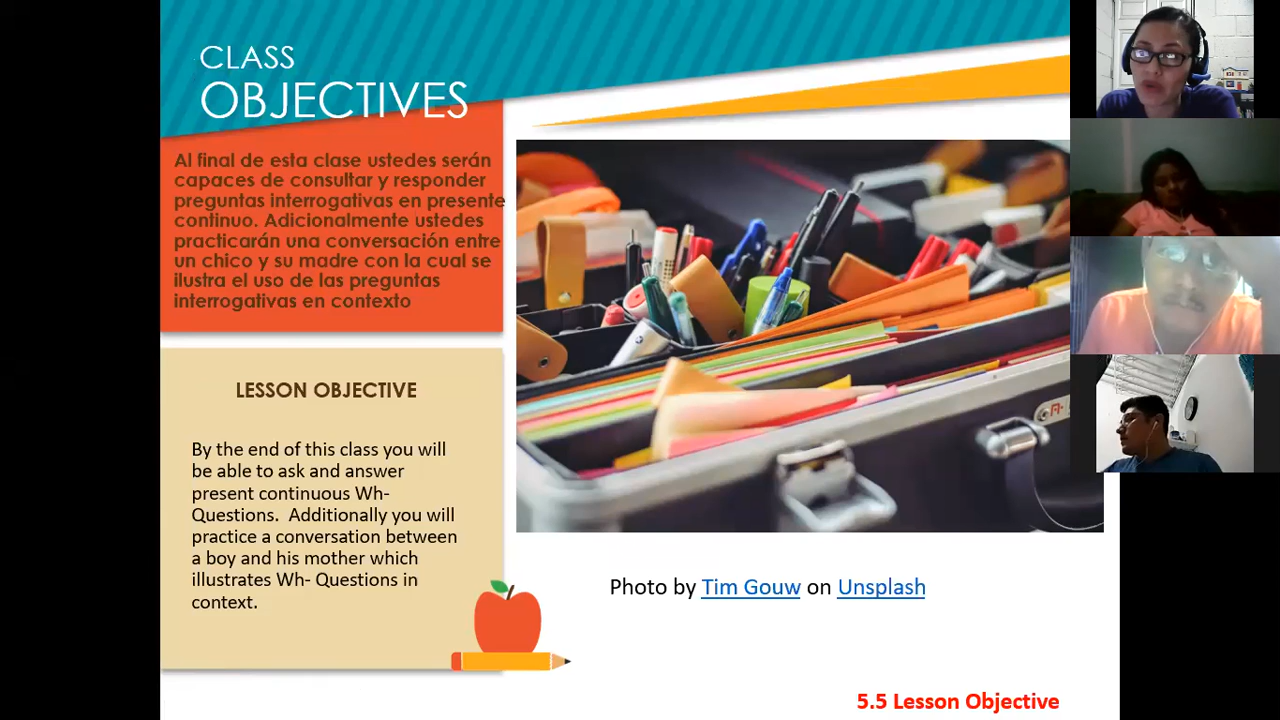 CLASS
OBJECTIVES
Al final de esta clase ustedes serán
capaces de consultar y responder
preguntas interrogativas en presente
continuo. Adicionalmente ustedes
practicarán una conversación entre
un chico y su madre con la cual se
ilustra el uso de las preguntas
interrogativas en contexto
LESSON OBJECTIVE
By the end of this class you will
be able to ask and answer
present continuous Wh-
Questions.  Additionally you will
practice a conversation between
a boy and his mother which
illustrates Wh- Questions in
context.
Photo by Tim Gouw on Unsplash
5.5 Lesson Objective